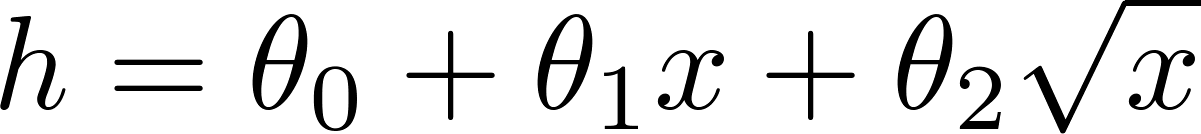 h = θ₀ + θ₁x + θ₂√x